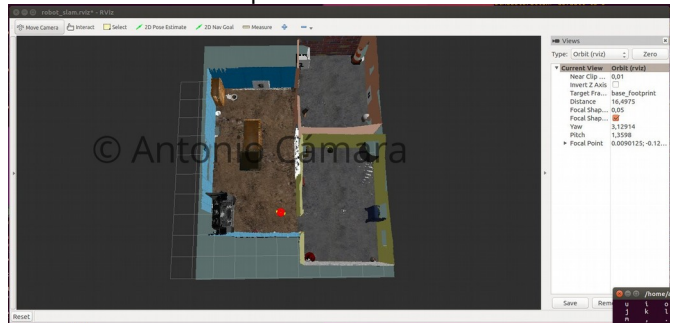 robot_slam.rviz* - RViz
Move Camera Interact Select 2D Pose Estimate 2D Nav Goal Measure
Views
Type: Orbit (rviz) Zero
Current View Orbit (rviz)
Near Clip ... 0,01
Invert Z Axis
Target Fra... base_footprint
Distance 16,4975
Focal Shap... 0,05
Focal Shap...
Yaw 3,12914
Pitch 1,3598
Focal Point 0.0090125; -0.12...
© Antonio Cámara
Save
/home/
u i o
j k l
m , .
Reset